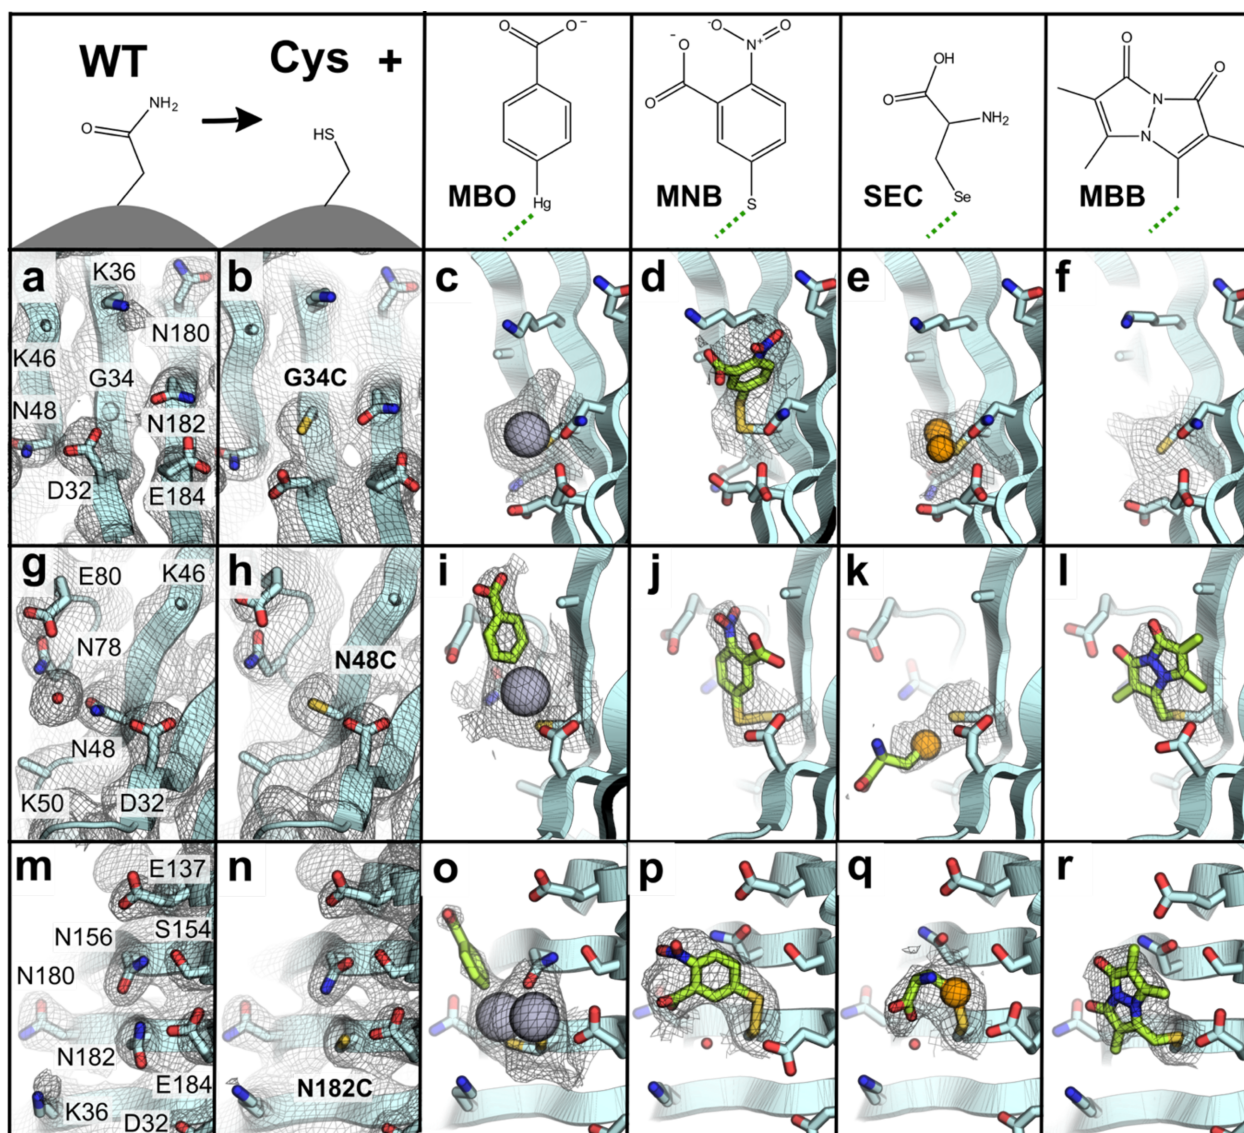 WT
NH₂
O
Cys +
HS
O
O⁻
MBO
Hg
⁻O
N⁺
O
⁻
O
O
MNB
S
OH
O
NH₂
SEC
Se
O
O
N
N
MBB
a
K36
N180
K46
G34
N48
N182
D32
E184
b
G34C
c
d
e
f
g
E80
K46
N78
N48
K50
D32
h
N48C
i
j
k
l
m
E137
S154
N156
N180
N182
E184
K36
D32
n
N182C
o
p
q
r